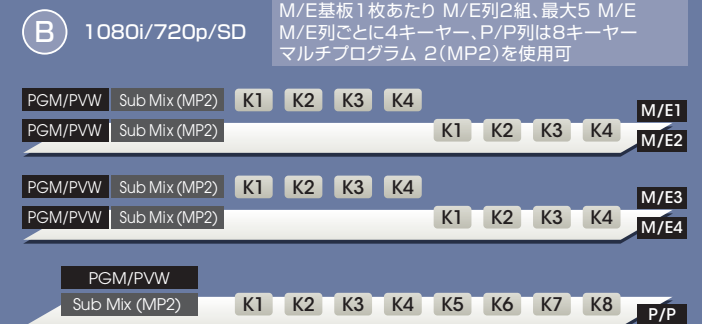 B 1080i/720p/SD
M/E基板1枚あたり M/E列2組、最大5 M/E
M/E列ごとに4キーヤー、P/P列は8キーヤー
マルチプログラム 2(MP2)を使用可
PGM/PVW Sub Mix (MP2) K1 K2 K3 K4 M/E1
PGM/PVW Sub Mix (MP2) K1 K2 K3 K4 M/E2
PGM/PVW Sub Mix (MP2) K1 K2 K3 K4 M/E3
PGM/PVW Sub Mix (MP2) K1 K2 K3 K4 M/E4
PGM/PVW
Sub Mix (MP2) K1 K2 K3 K4 K5 K6 K7 K8 P/P